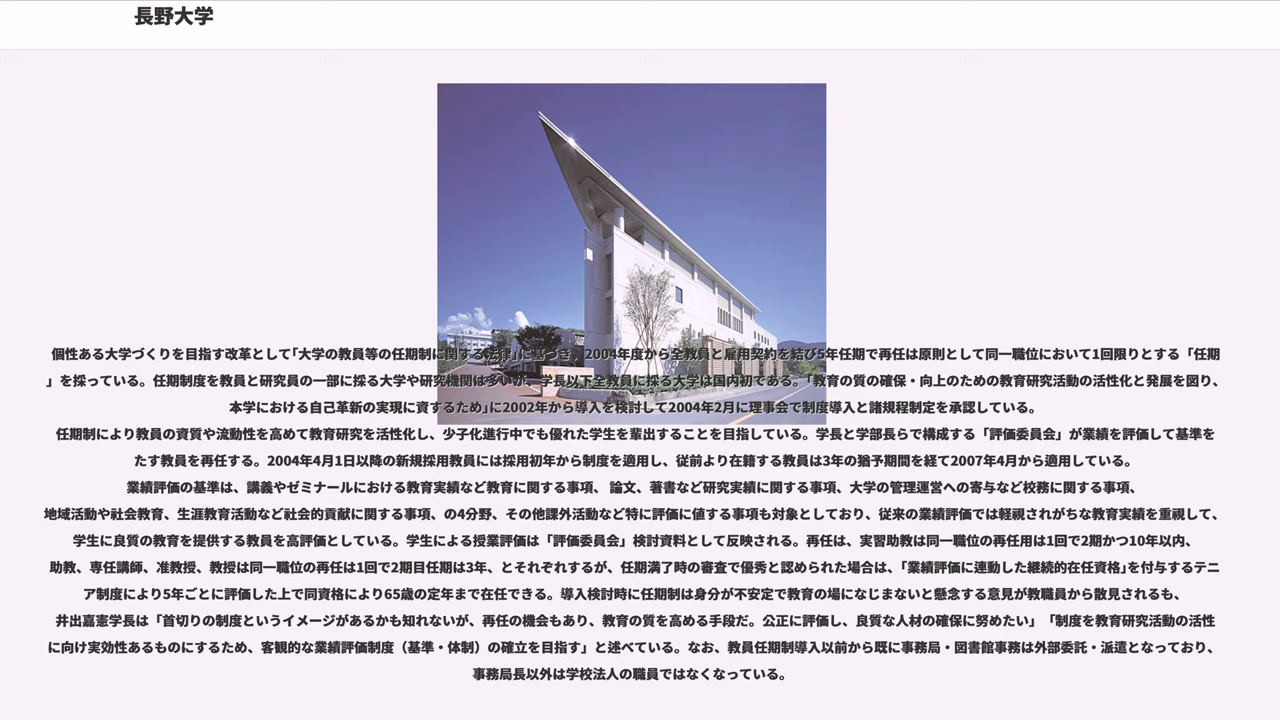 長野大学
個性ある大学づくりを目指す改革として｢大学の教員等の任期制に関する法律｣に基づき、2004年度から全教員と雇用契約を結び5年任期で再任は原則として同一職位において1回限りとする「任期
」を採っている。任期制度を教員と研究員の一部に採る大学や研究機関は多いが、学長以下全教員に採る大学は国内初である。｢教育の質の確保・向上のための教育研究活動の活性化と発展を図り、
本学における自己革新の実現に資するため｣に2002年から導入を検討して2004年2月に理事会で制度導入と諸規程制定を承認している。
任期制により教員の資質や流動性を高めて教育研究を活性化し、少子化進行中でも優れた学生を輩出することを目指している。学長と学部長らで構成する「評価委員会」が業績を評価して基準を
たす教員を再任する。2004年4月1日以降の新規採用教員には採用初年から制度を適用し、従前より在籍する教員は3年の猶予期間を経て2007年4月から適用している。
業績評価の基準は、講義やゼミナールにおける教育実績など教育に関する事項、 論文、著書など研究実績に関する事項、大学の管理運営への寄与など校務に関する事項、
地域活動や社会教育、生涯教育活動など社会的貢献に関する事項、の4分野、その他課外活動など特に評価に値する事項も対象としており、従来の業績評価では軽視されがちな教育実績を重視して、
学生に良質の教育を提供する教員を高評価としている。学生による授業評価は「評価委員会」検討資料として反映される。再任は、実習助教は同一職位の再任用は1回で2期かつ10年以内、
助教、専任講師、准教授、教授は同一職位の再任は1回で2期目任期は3年、とそれぞれするが、任期満了時の審査で優秀と認められた場合は、｢業績評価に連動した継続的在任資格｣を付与するテニ
ア制度により5年ごとに評価した上で同資格により65歳の定年まで在任できる。導入検討時に任期制は身分が不安定で教育の場になじまないと懸念する意見が教職員から散見されるも、
井出嘉憲学長は「首切りの制度というイメージがあるかも知れないが、再任の機会もあり、教育の質を高める手段だ。公正に評価し、良質な人材の確保に努めたい」「制度を教育研究活動の活性
に向け実効性あるものにするため、客観的な業績評価制度（基準・体制）の確立を目指す」と述べている。なお、教員任期制導入以前から既に事務局・図書館事務は外部委託・派遣となっており、
事務局長以外は学校法人の職員ではなくなっている。